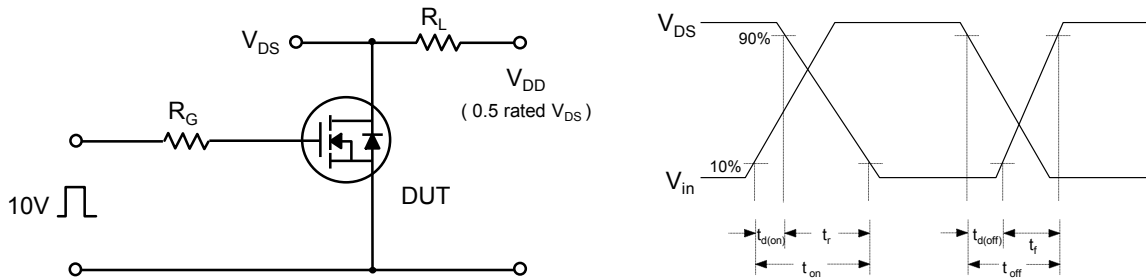 R_L
V_DS
V_DD
( 0.5 rated V_DS )
R_G
10V
DUT
V_DS
90%
10%
V_in
t_d(on)
t_r
t_on
t_d(off)
t_f
t_off